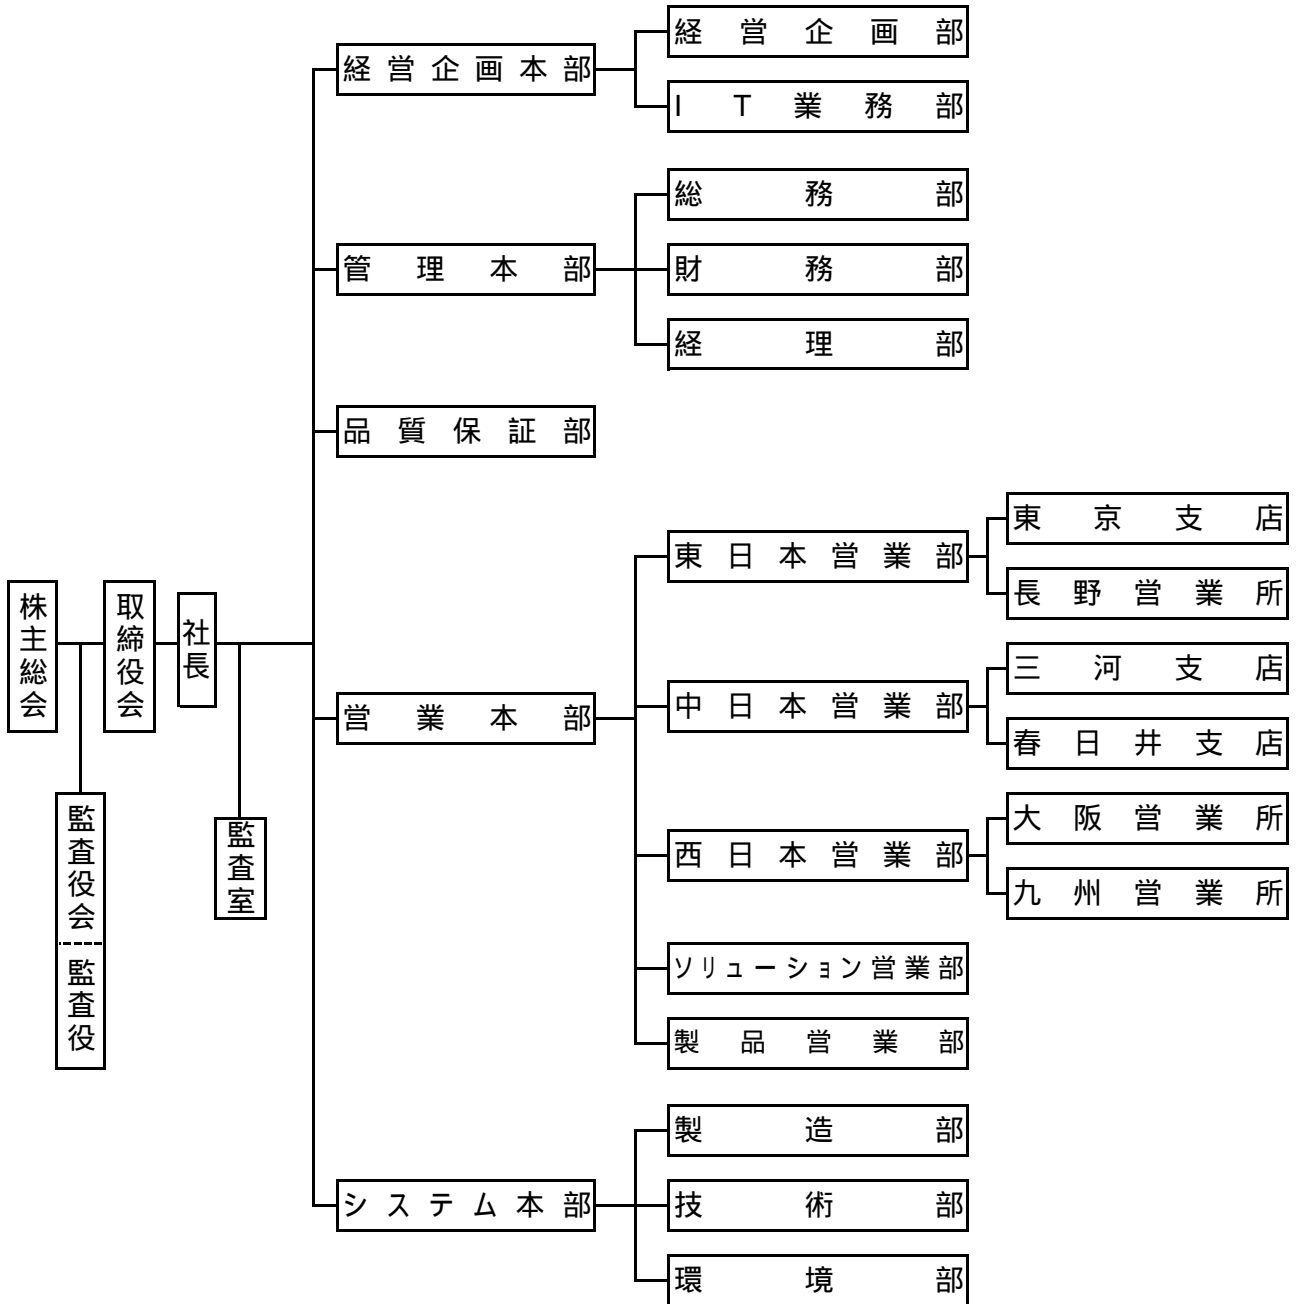 株主総会
取締役会
社長
監査役会
監査役
監査室
経営企画本部
経営企画部
IT業務部
管理本部
総務部
財務部
経理部
品質保証部
営業本部
東日本営業部
東京支店
長野営業所
中日本営業部
三河支店
春日井支店
西日本営業部
大阪営業所
九州営業所
ソリューション営業部
製品営業部
システム本部
製造部
技術部
環境部